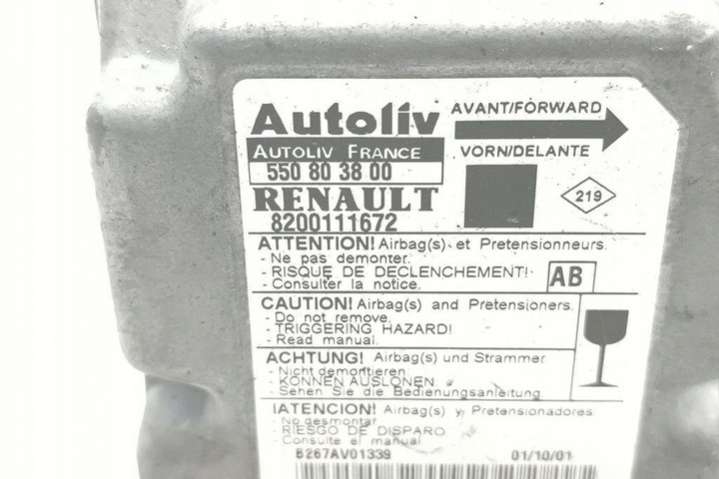 Autoliv
AVANT/FORWARD
AUTOLIV FRANCE
VORN/DELANTE
550 80 38 00
RENAULT
219
8200111672
ATTENTION! Airbag(s) et Pretensionneurs.
- Ne pas demonter.
- RISQUE DE DECLENCHEMENT!
- Consulter la notice.
AB
CAUTION! Airbag(s) and Pretensioners.
- Do not remove.
- TRIGGERING HAZARD!
- Read manual.
ACHTUNG! Airbag(s) und Strammer
- Nicht demontieren.
- KONNEN AUSLONEN
- Sehen Sie die Bedienungsanleitung
!ATENCION! Airbag(s) y Pretensionadores.
- No desmontar
- RIESGO DE DISPARO
- Consulte el manual
B267AV01339 01/10/01